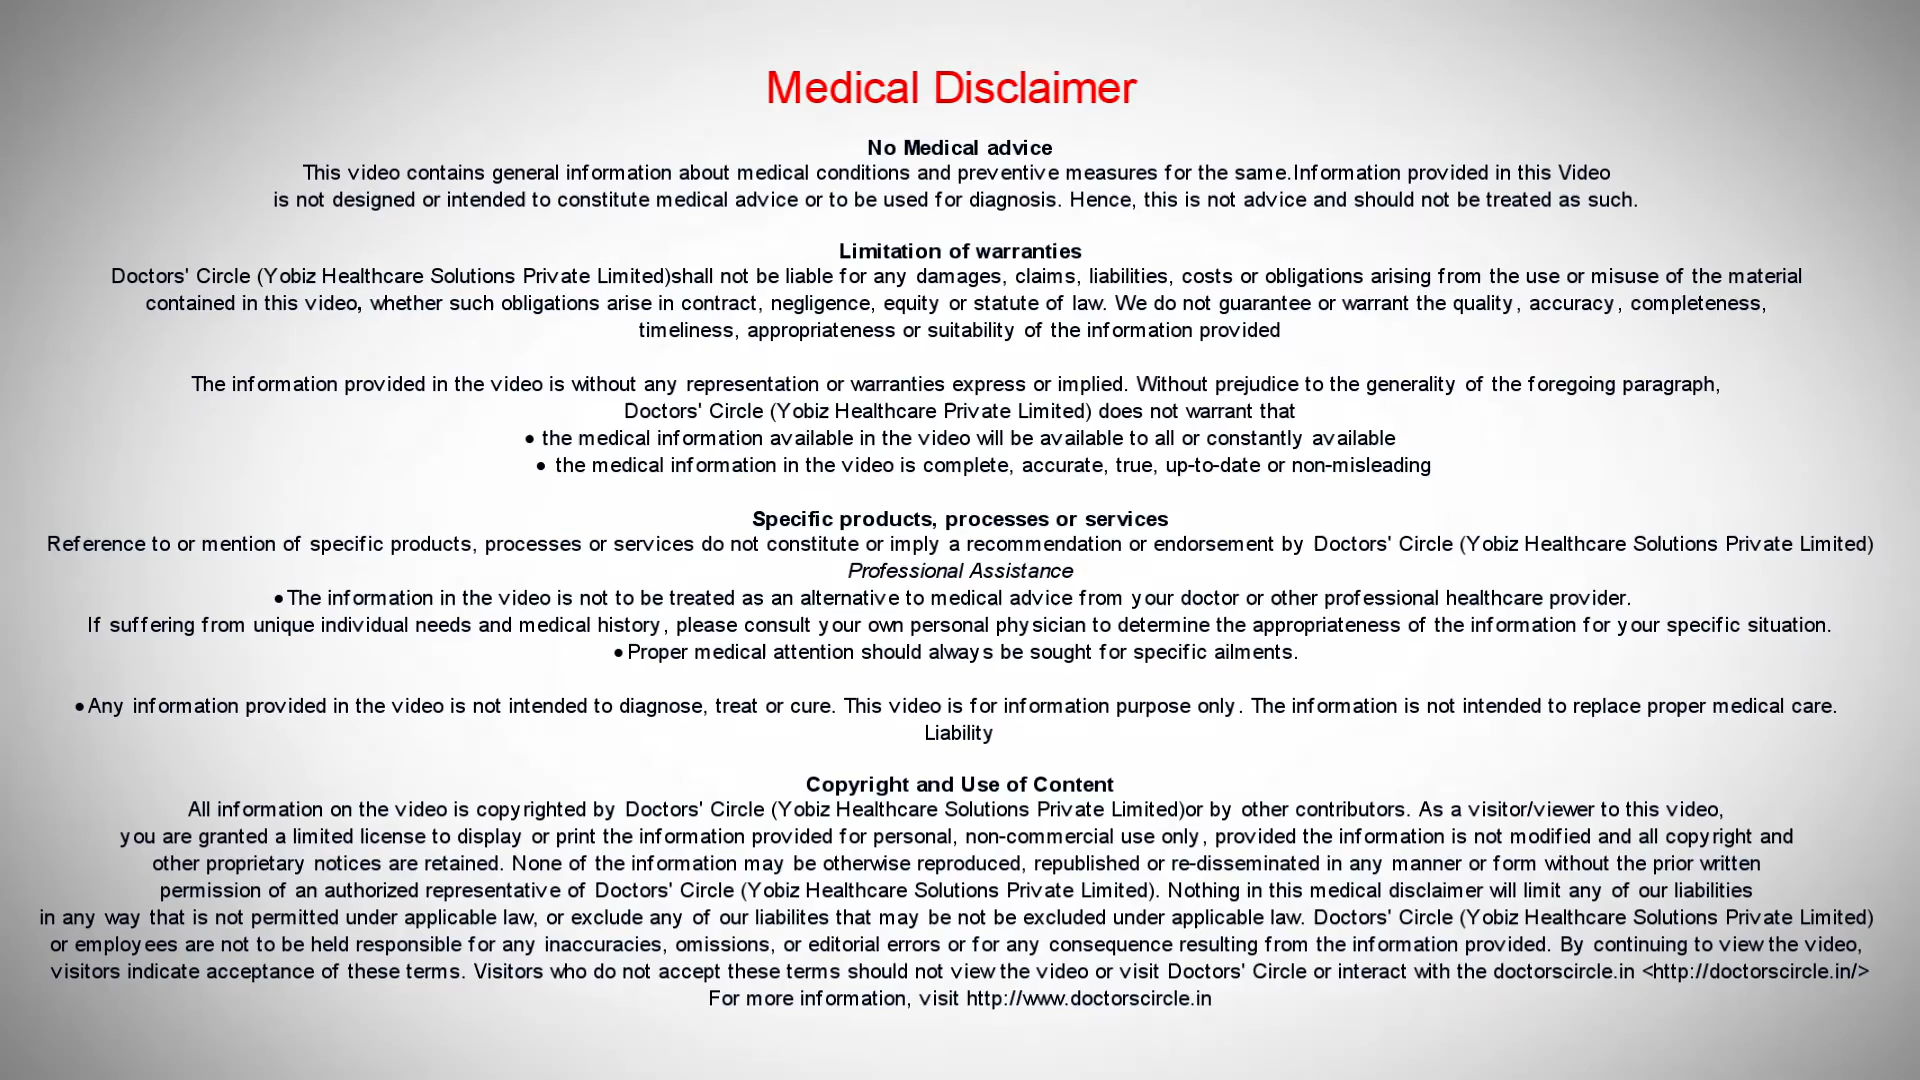 Medical Disclaimer
No Medical advice
This video contains general information about medical conditions and preventive measures for the same.Information provided in this Video
is not designed or intended to constitute medical advice or to be used for diagnosis. Hence, this is not advice and should not be treated as such.
Limitation of warranties
Doctors' Circle (Yobiz Healthcare Solutions Private Limited)shall not be liable for any damages, claims, liabilities, costs or obligations arising from the use or misuse of the material
contained in this video, whether such obligations arise in contract, negligence, equity or statute of law. We do not guarantee or warrant the quality, accuracy, completeness,
timeliness, appropriateness or suitability of the information provided
The information provided in the video is without any representation or warranties express or implied. Without prejudice to the generality of the foregoing paragraph,
Doctors' Circle (Yobiz Healthcare Private Limited) does not warrant that
● the medical information available in the video will be available to all or constantly available
● the medical information in the video is complete, accurate, true, up-to-date or non-misleading
Specific products, processes or services
Reference to or mention of specific products, processes or services do not constitute or imply a recommendation or endorsement by Doctors' Circle (Yobiz Healthcare Solutions Private Limited)
Professional Assistance
●The information in the video is not to be treated as an alternative to medical advice from your doctor or other professional healthcare provider.
If suffering from unique individual needs and medical history, please consult your own personal physician to determine the appropriateness of the information for your specific situation.
●Proper medical attention should always be sought for specific ailments.
●Any information provided in the video is not intended to diagnose, treat or cure. This video is for information purpose only. The information is not intended to replace proper medical care.
Liability
Copyright and Use of Content
All information on the video is copyrighted by Doctors' Circle (Yobiz Healthcare Solutions Private Limited)or by other contributors. As a visitor/viewer to this video,
you are granted a limited license to display or print the information provided for personal, non-commercial use only, provided the information is not modified and all copyright and
other proprietary notices are retained. None of the information may be otherwise reproduced, republished or re-disseminated in any manner or form without the prior written
permission of an authorized representative of Doctors' Circle (Yobiz Healthcare Solutions Private Limited). Nothing in this medical disclaimer will limit any of our liabilities
in any way that is not permitted under applicable law, or exclude any of our liabilites that may be not be excluded under applicable law. Doctors' Circle (Yobiz Healthcare Solutions Private Limited)
or employees are not to be held responsible for any inaccuracies, omissions, or editorial errors or for any consequence resulting from the information provided. By continuing to view the video,
visitors indicate acceptance of these terms. Visitors who do not accept these terms should not view the video or visit Doctors' Circle or interact with the doctorscircle.in <http://doctorscircle.in/>
For more information, visit http://www.doctorscircle.in